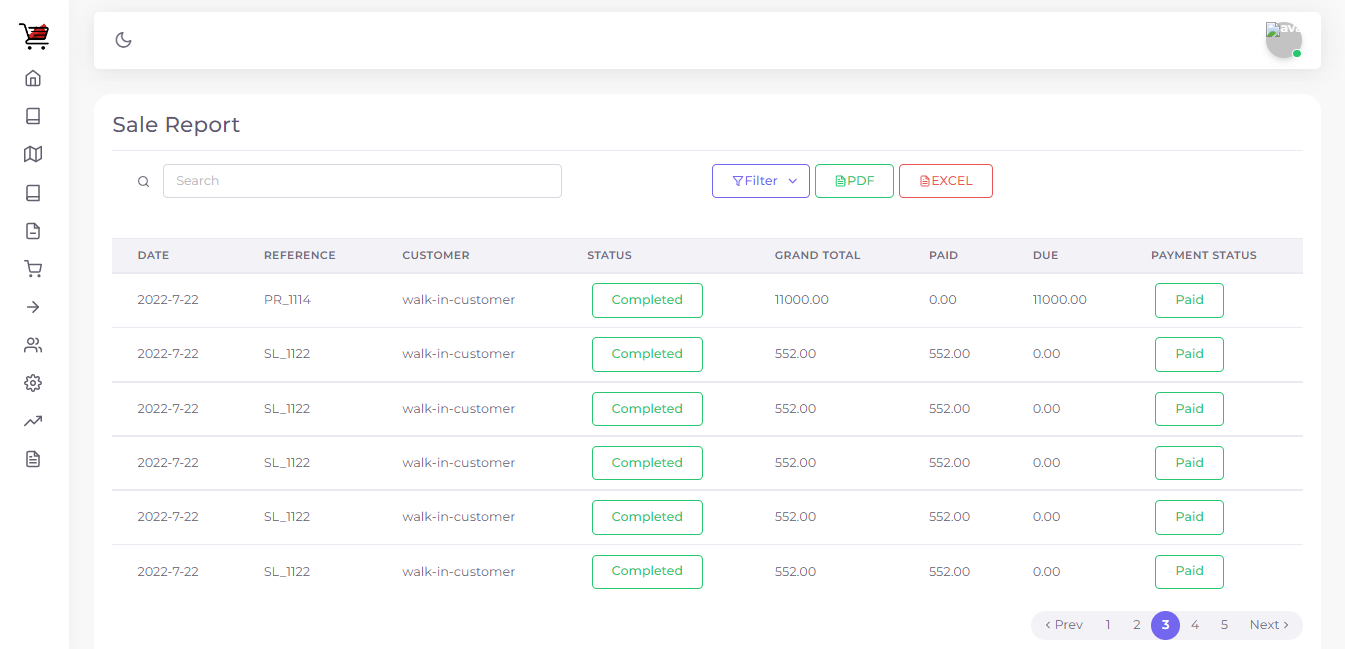 ava
Sale Report
Search Filter PDF EXCEL
DATE REFERENCE CUSTOMER STATUS GRAND TOTAL PAID DUE PAYMENT STATUS
2022-7-22 PR_1114 walk-in-customer Completed 11000.00 0.00 11000.00 Paid
2022-7-22 SL_1122 walk-in-customer Completed 552.00 552.00 0.00 Paid
2022-7-22 SL_1122 walk-in-customer Completed 552.00 552.00 0.00 Paid
2022-7-22 SL_1122 walk-in-customer Completed 552.00 552.00 0.00 Paid
2022-7-22 SL_1122 walk-in-customer Completed 552.00 552.00 0.00 Paid
2022-7-22 SL_1122 walk-in-customer Completed 552.00 552.00 0.00 Paid
‹ Prev 1 2 3 4 5 Next ›